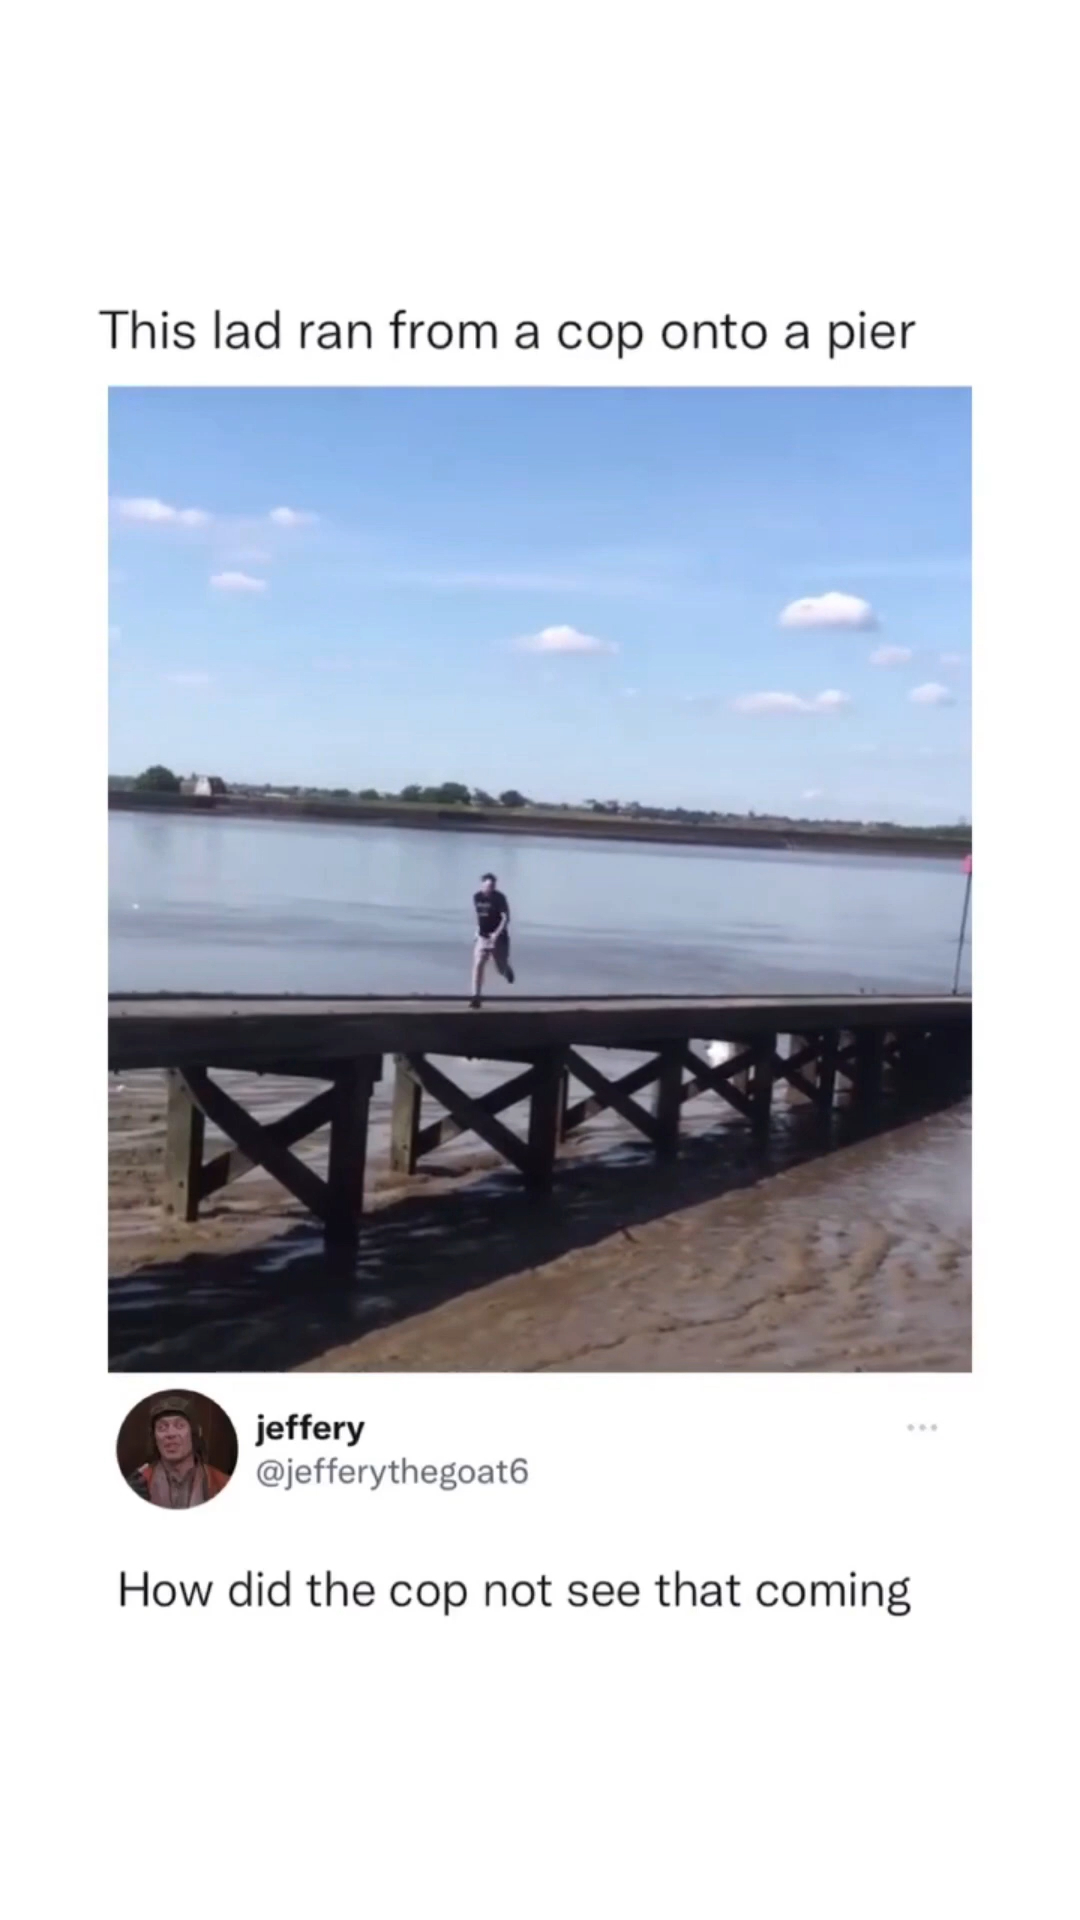 This lad ran from a cop onto a pier
jeffery
@jefferythegoat6
How did the cop not see that coming